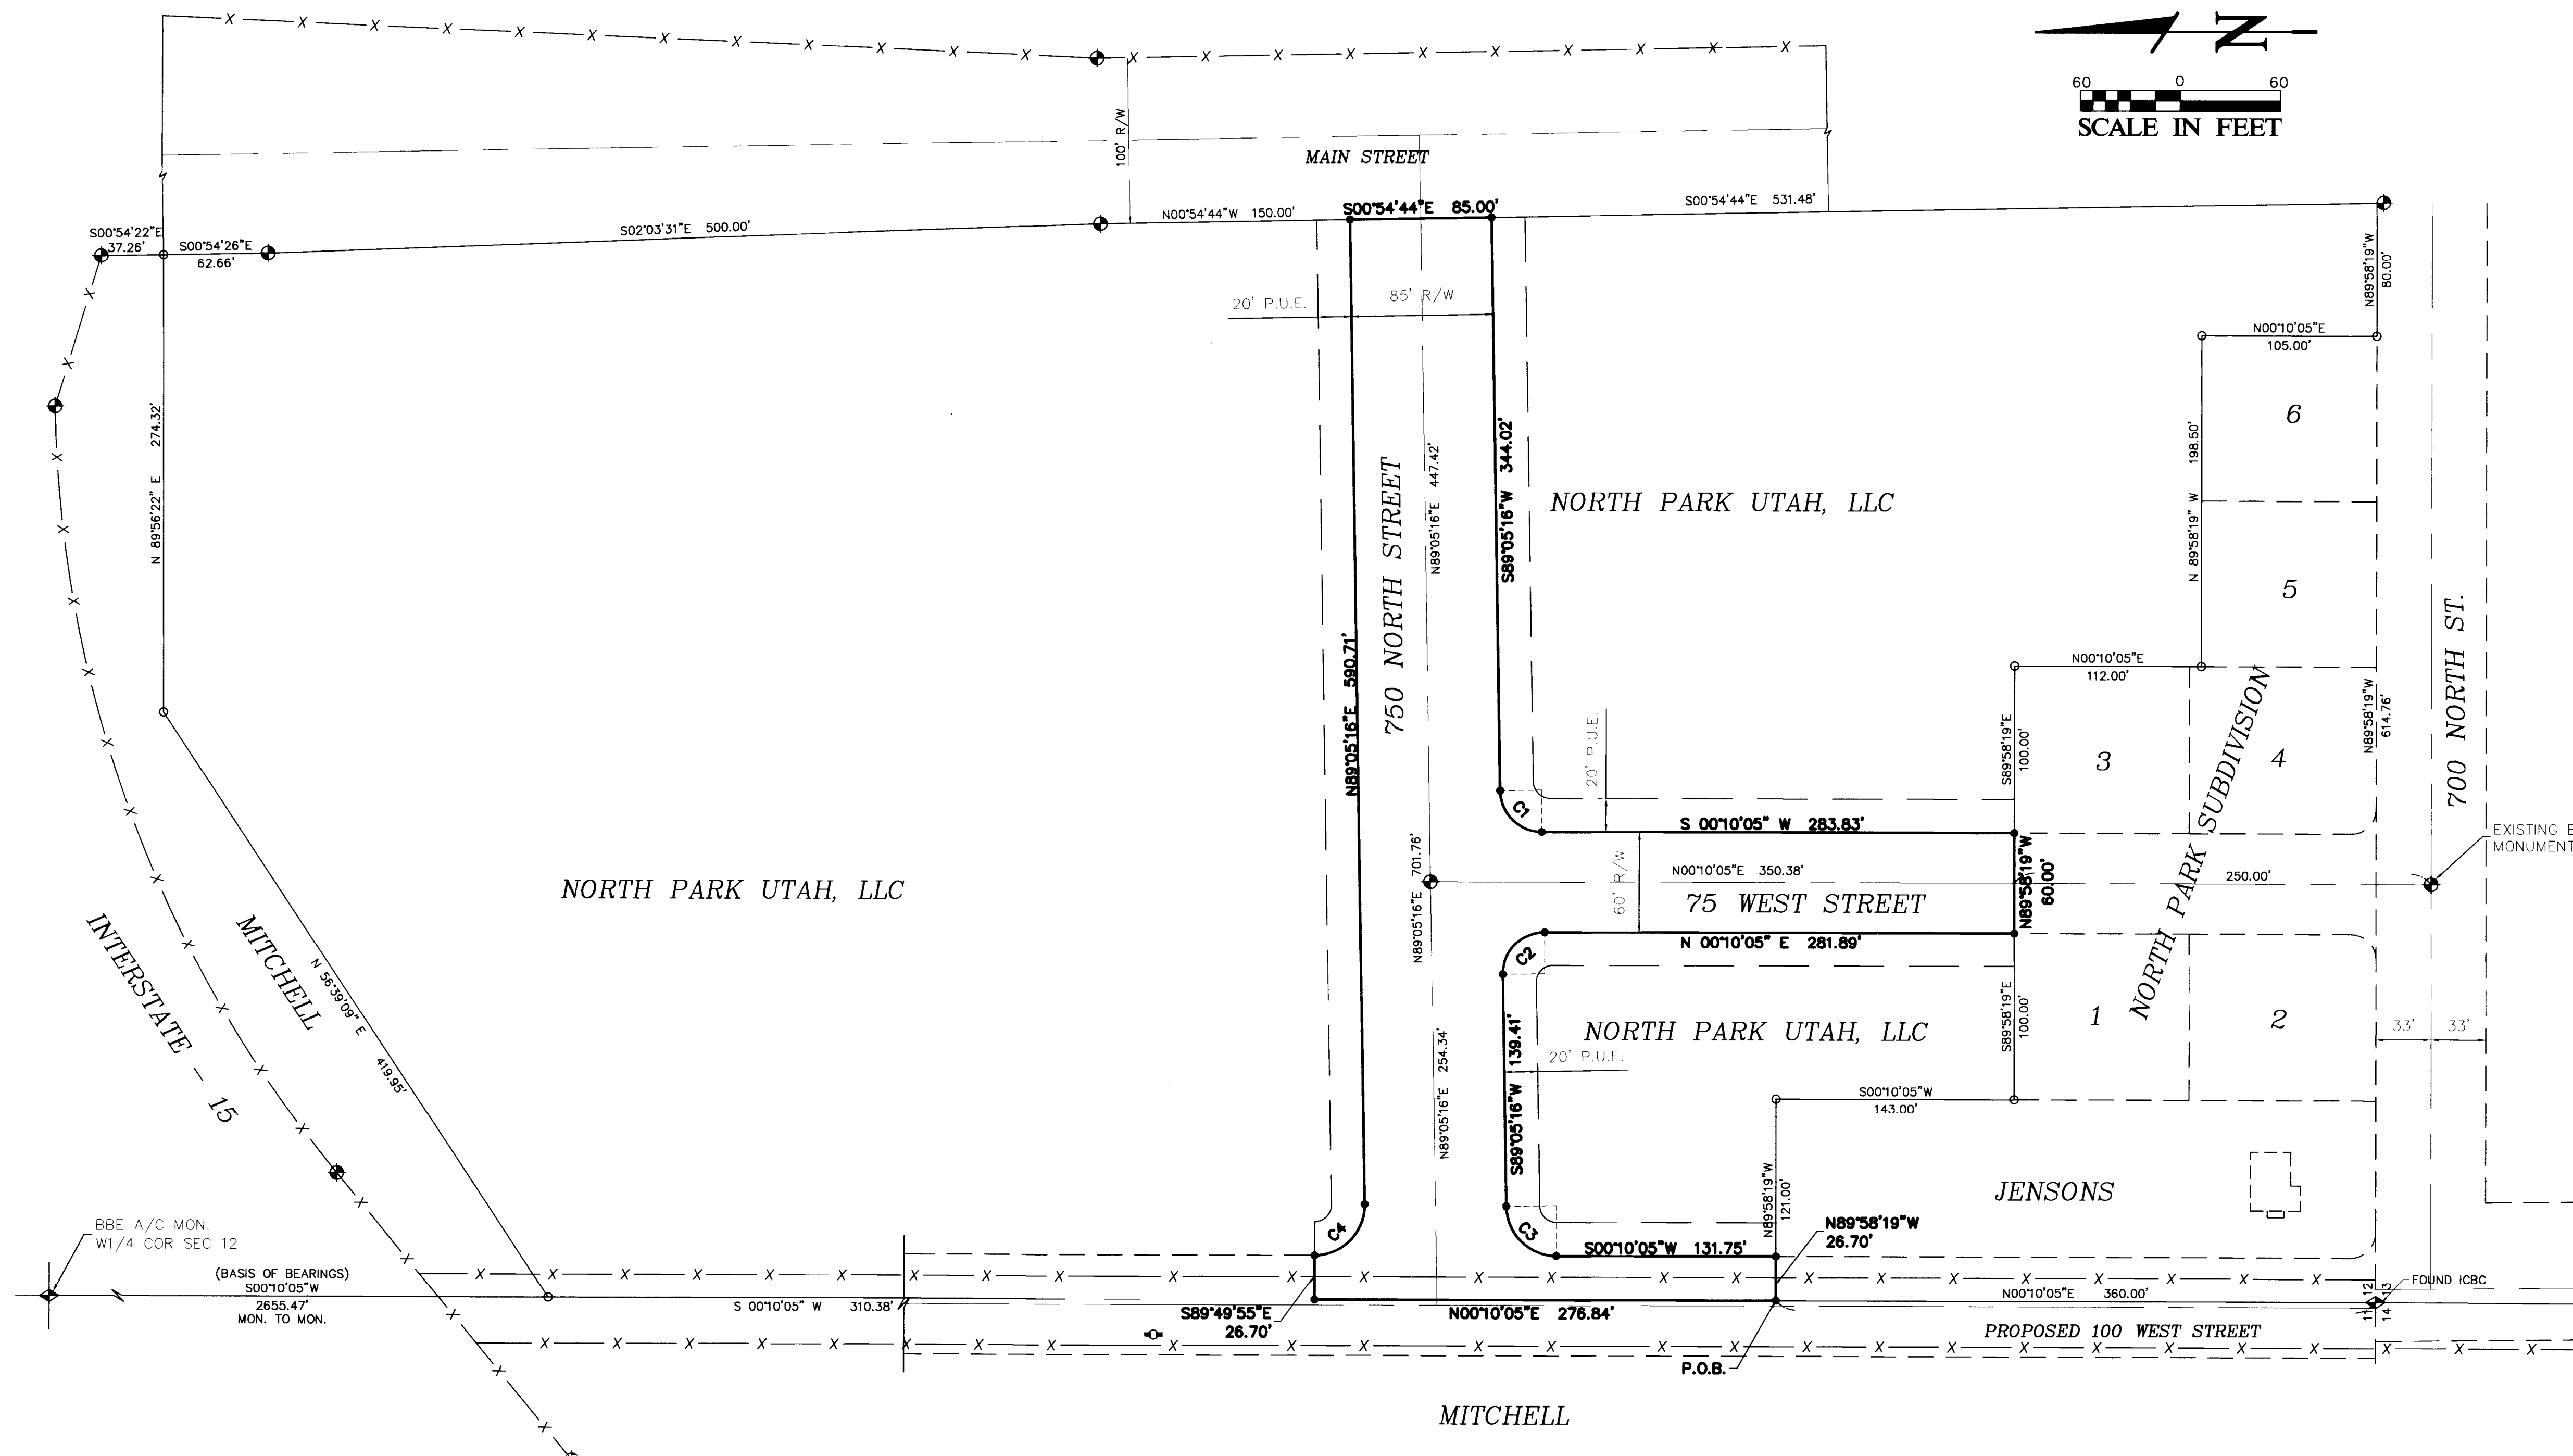 N
60 0 60
SCALE IN FEET
100' R/W
MAIN STREET
S00°54'22"E
37.26'
S00°54'26"E
62.66'
S02°03'31"E 500.00'
N00°54'44"W 150.00'
S00°54'44"E 85.00'
S00°54'44"E 531.48'
N89°58'19"W
80.00'
20' P.U.E.
85' R/W
N00°10'05"E
105.00'
6
N 89°56'22" E 274.32'
N89°05'16"E 447.42'
S89°05'16"W 344.02'
NORTH PARK UTAH, LLC
N 89°58'19" W 198.50'
5
750 NORTH STREET
N89°05'16"E 590.71'
700 NORTH ST.
N00°10'05"E
112.00'
20' P.U.E.
S89°58'19"E
100.00'
3
4
N89°58'19"W
614.76'
NORTH PARK SUBDIVISION
C1
S 00°10'05" W 283.83'
EXISTING
MONUMENT
N89°05'16"E 701.76'
60' R/W
N00°10'05"E 350.38'
75 WEST STREET
N89°58'19"W
60.00'
250.00'
NORTH PARK UTAH, LLC
N 00°10'05" E 281.89'
C2
INTERSTATE - 15
MITCHELL
N 56°39'09" E 419.95'
S89°05'16"W 139.41'
NORTH PARK UTAH, LLC
20' P.U.E.
N89°05'16"E 254.34'
S89°58'19"E
100.00'
1
2
33' 33'
S00°10'05"W
143.00'
N89°58'19"W
121.00'
JENSONS
C4
C3
N89°58'19"W
26.70'
S00°10'05"W 131.75'
BBE A/C MON.
W1/4 COR SEC 12
(BASIS OF BEARINGS)
S00°10'05"W
2655.47'
MON. TO MON.
S 00°10'05" W 310.38'
S89°49'55"E
26.70'
N00°10'05"E 276.84'
N00°10'05"E 360.00'
12 13
11 14
FOUND ICBC
PROPOSED 100 WEST STREET
P.O.B.
MITCHELL